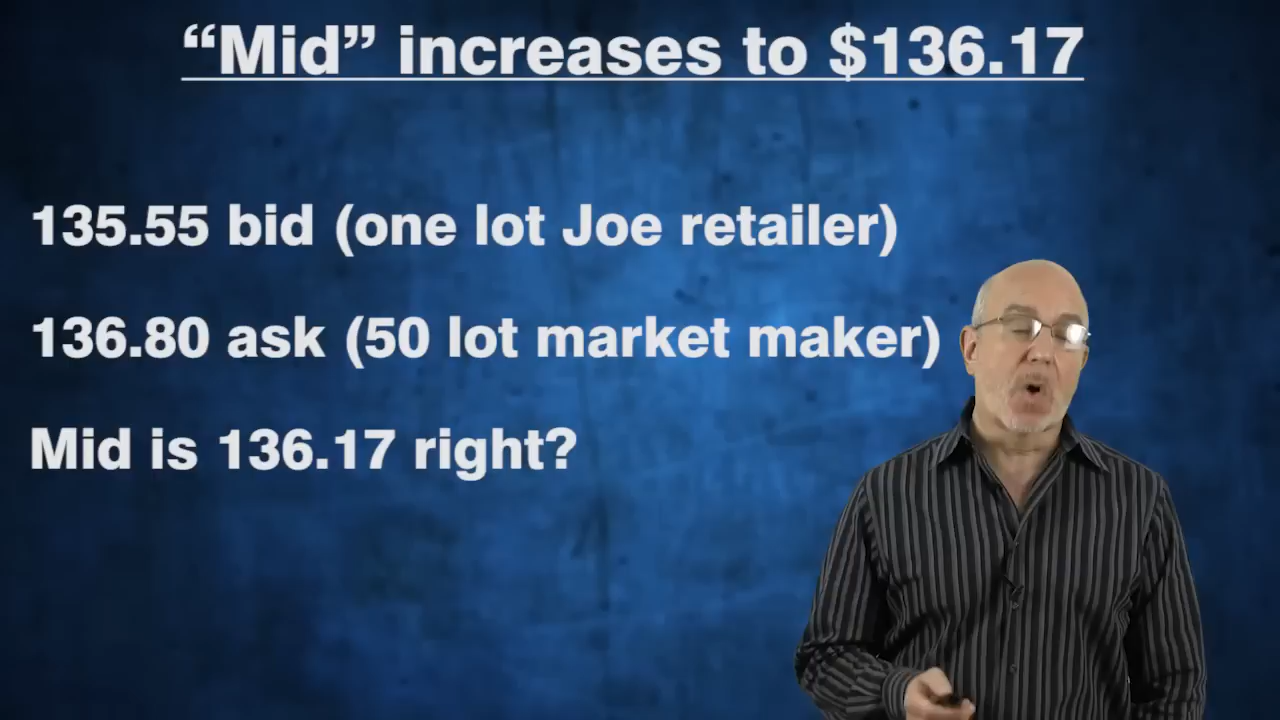 “Mid” increases to $136.17
135.55 bid (one lot Joe retailer)
136.80 ask (50 lot market maker)
Mid is 136.17 right?